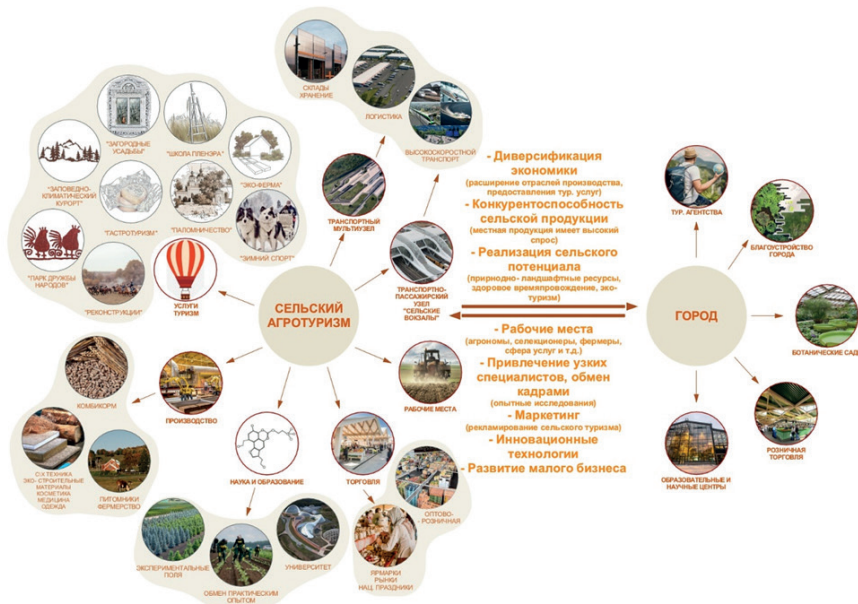 СКЛАДЫ
ХРАНЕНИЕ
ЛОГИСТИКА
ВЫСОКОСКОРОСТНОЙ
ТРАНСПОРТ
"ЗАГОРОДНЫЕ
УСАДЬБЫ"
"ШКОЛА ПЛЕНЭРА"
"ЭКО-ФЕРМА"
"ЗАПОВЕДНО-
КЛИМАТИЧЕСКИЙ
КУРОРТ"
"ГАСТРОТУРИЗМ"
"ПАЛОМНИЧЕСТВО"
"ЗИМНИЙ СПОРТ"
"ПАРК ДРУЖБЫ
НАРОДОВ"
"РЕКОНСТРУКЦИИ"
УСЛУГИ
ТУРИЗМ
ТРАНСПОРТНЫЙ
МУЛЬТИУЗЕЛ
ТРАНСПОРТНО-
ПАССАЖИРСКИЙ
УЗЕЛ
"СЕЛЬСКИЕ
ВОКЗАЛЫ"
СЕЛЬСКИЙ
АГРОТУРИЗМ
- Диверсификация
экономики
(расширение отраслей производства,
предоставления тур. услуг)
- Конкурентоспособность
сельской продукции
(местная продукция имеет высокий
спрос)
- Реализация сельского
потенциала
(прирнодно- ландшафтные ресурсы,
здоровое времяпровождение, эко-
туризм)
- Рабочие места
(агрономы, селекционеры, фермеры,
сфера услуг и т.д.)
- Привлечение узких
специалистов, обмен
кадрами
(опытные исследования)
- Маркетинг
(рекламирование сельского туризма)
- Инновационные
технологии
- Развитие малого бизнеса
ГОРОД
ТУР. АГЕНТСТВА
БЛАГОУСТРОЙСТВО
ГОРОДА
БОТАНИЧЕСКИЕ САДЫ
РОЗНИЧНАЯ
ТОРГОВЛЯ
ОБРАЗОВАТЕЛЬНЫЕ И
НАУЧНЫЕ ЦЕНТРЫ
РАБОЧИЕ МЕСТА
ПРОИЗВОДСТВО
КОМБИКОРМ
С/Х ТЕХНИКА
ЭКО- СТРОИТЕЛЬНЫЕ
МАТЕРИАЛЫ
КОСМЕТИКА
МЕДИЦИНА
ОДЕЖДА
ПИТОМНИКИ
ФЕРМЕРСТВО
НАУКА И ОБРАЗОВАНИЕ
ТОРГОВЛЯ
ЭКСПЕРИМЕНТАЛЬНЫЕ
ПОЛЯ
ОБМЕН ПРАКТИЧЕСКИМ
ОПЫТОМ
УНИВЕРСИТЕТ
ОПТОВО-
- РОЗНИЧНАЯ
ЯРМАРКИ
РЫНКИ
НАЦ. ПРАЗДНИКИ